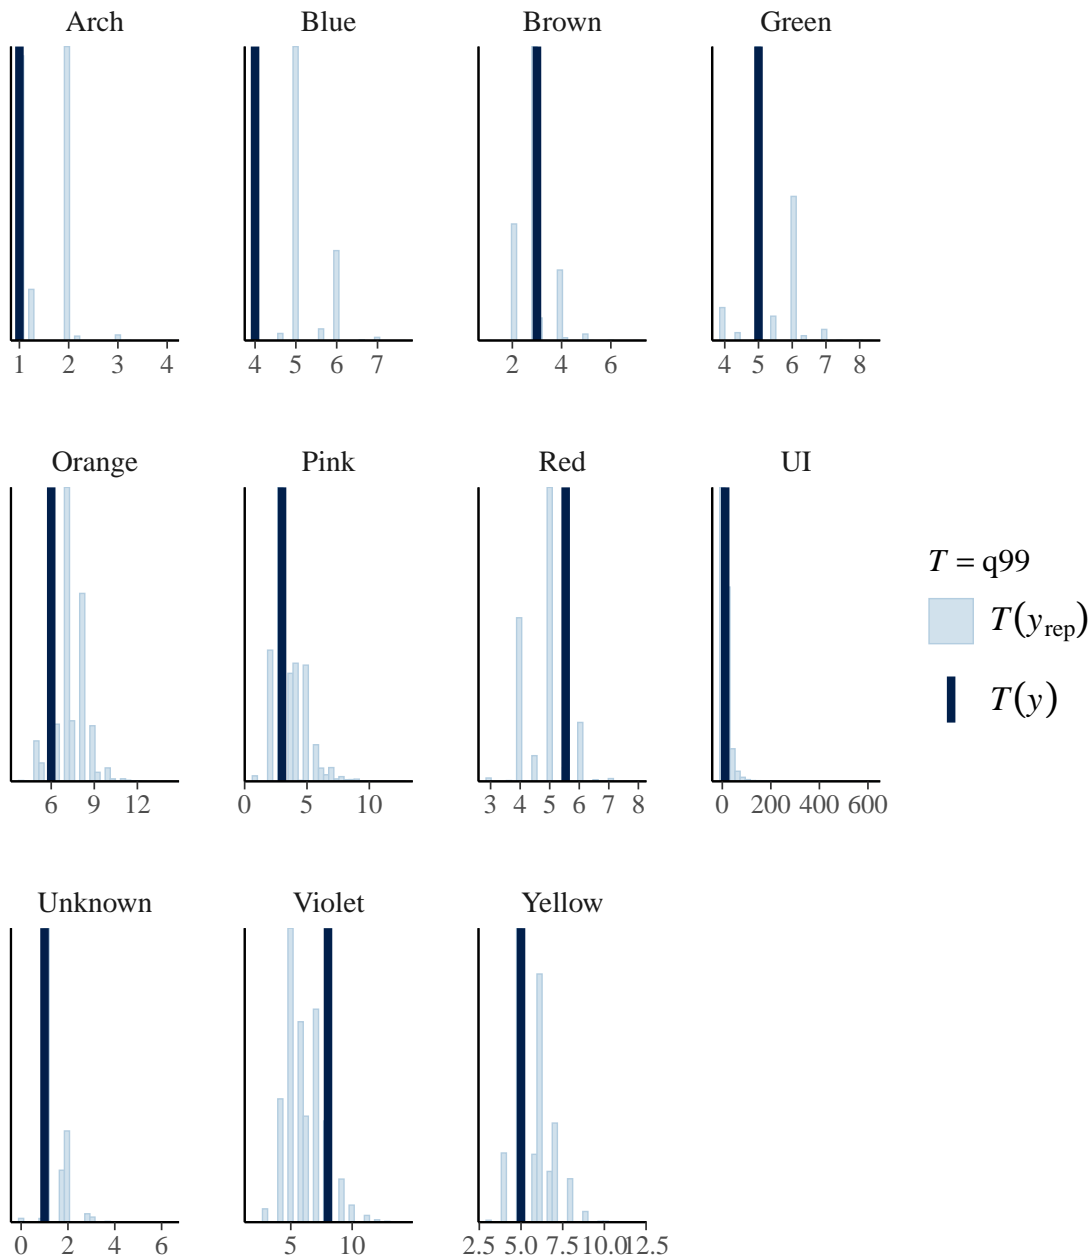 Arch Blue Brown Green
1 2 3 4 4 5 6 7 2 4 6 4 5 6 7 8
Orange Pink Red UI
T = q99
T(yrep)
T(y)
6 9 12 0 5 10 3 4 5 6 7 8 0 200 400 600
Unknown Violet Yellow
0 2 4 6 5 10 2.5 5.0 7.5 10.0 12.5